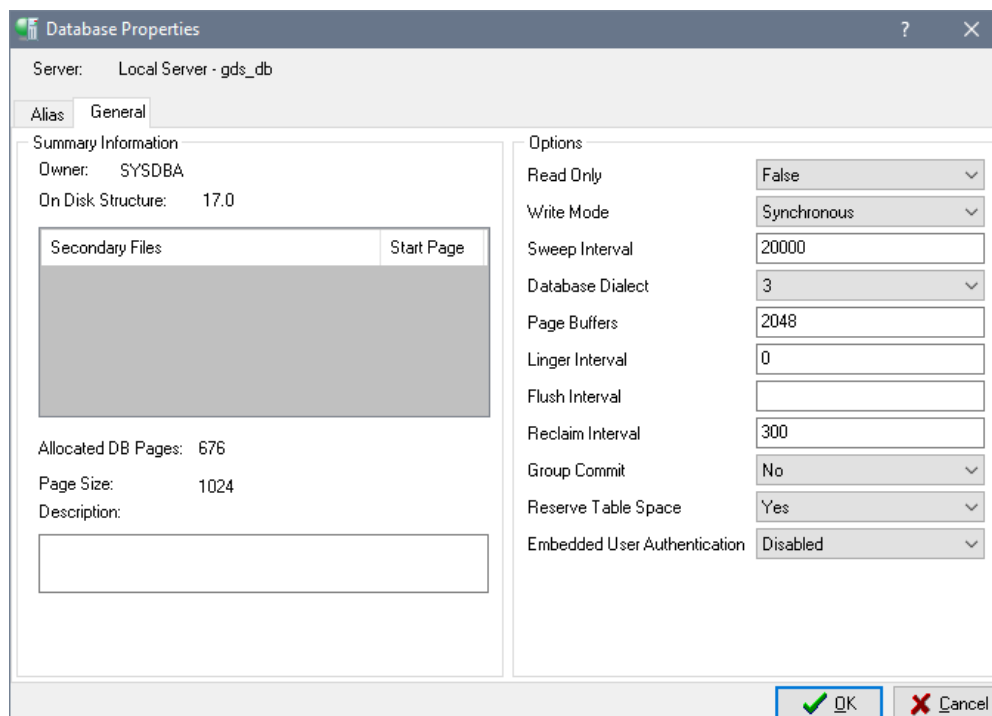 Database Properties
?
Server: Local Server - gds_db
Alias
General
Summary Information
Owner: SYSDBA
On Disk Structure: 17.0
Secondary Files Start Page
Allocated DB Pages: 676
Page Size: 1024
Description:
Options
Read Only False
Write Mode Synchronous
Sweep Interval 20000
Database Dialect 3
Page Buffers 2048
Linger Interval 0
Flush Interval
Reclaim Interval 300
Group Commit No
Reserve Table Space Yes
Embedded User Authentication Disabled
OK
Cancel